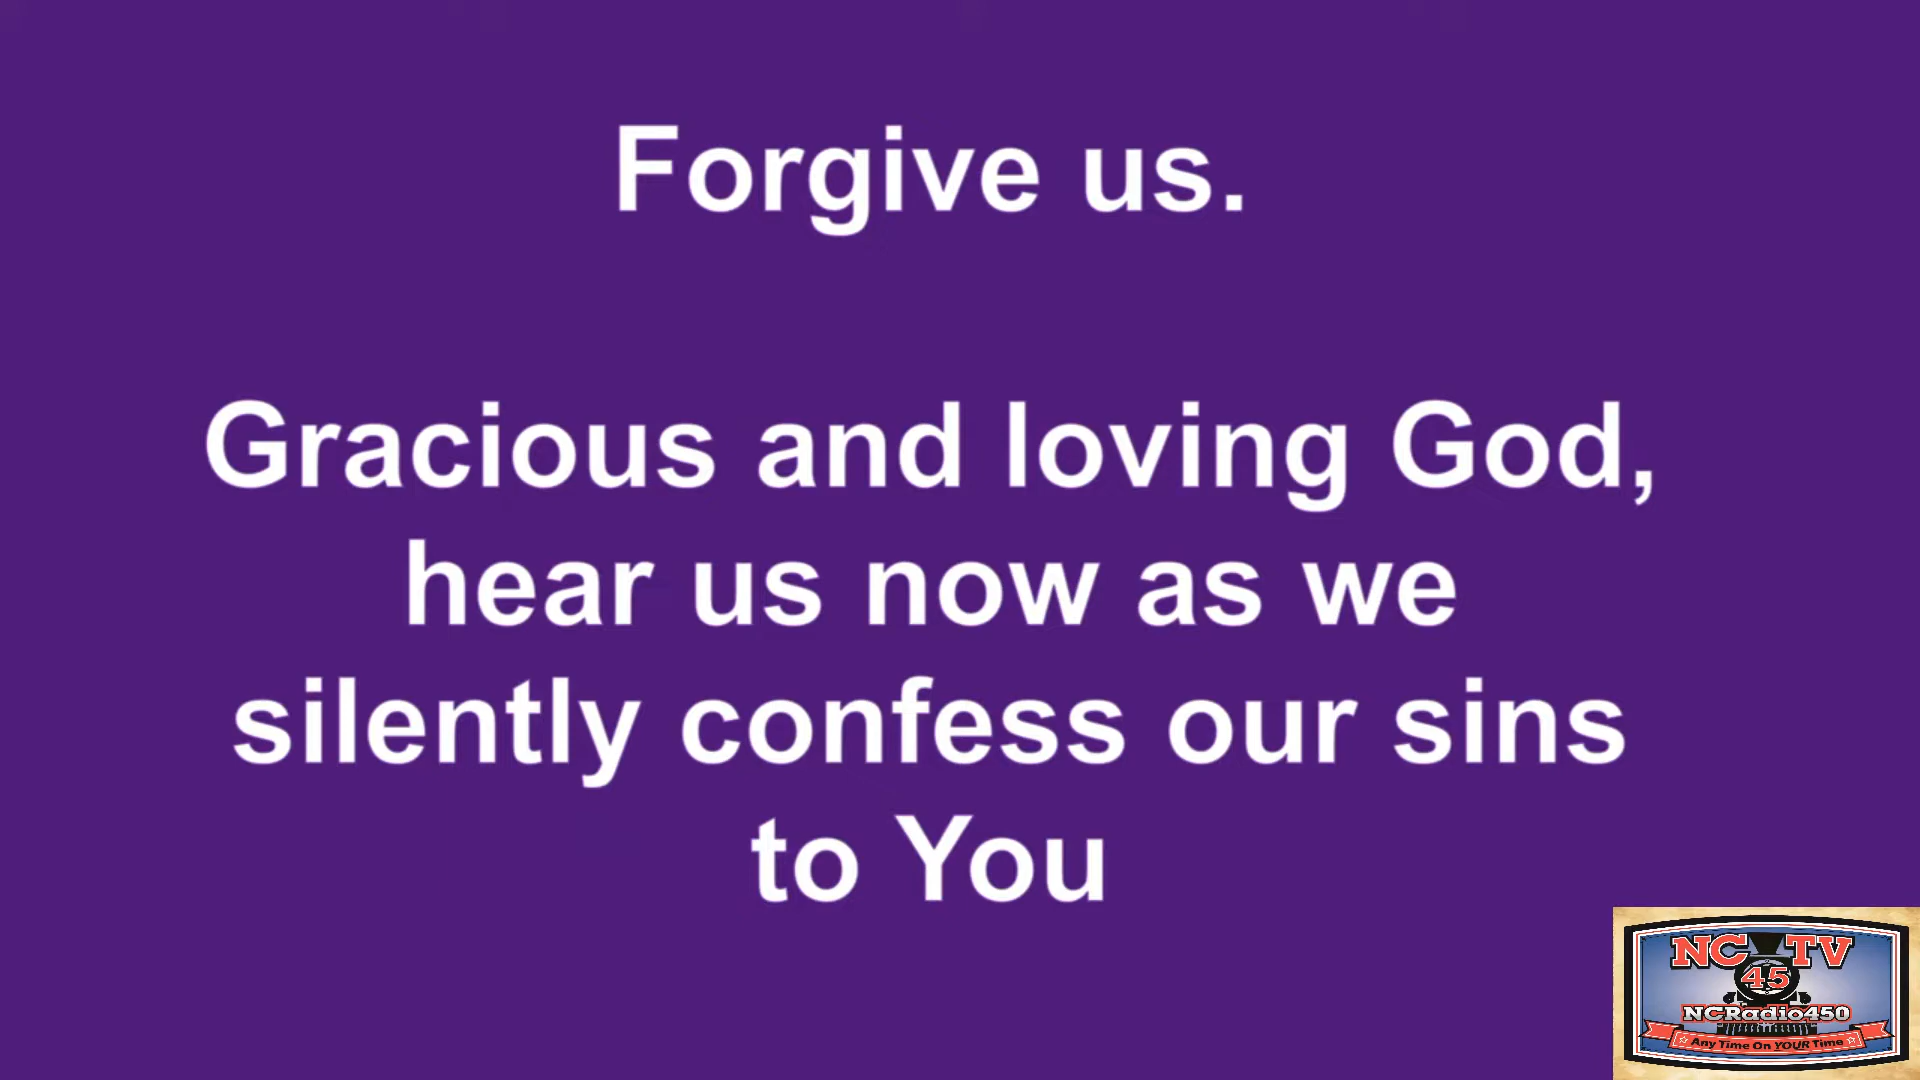 Forgive us.
Gracious and loving God,
hear us now as we
silently confess our sins
to You
NC TV
45
NCRadio450
Any Time On YOUR Time